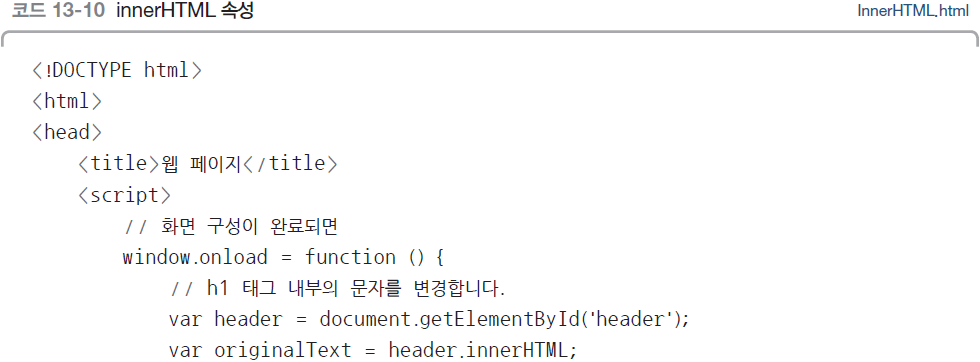 코드 13-10 innerHTML 속성 InnerHTML.html
<!DOCTYPE html>
<html>
<head>
    <title>웹 페이지</title>
    <script>
        // 화면 구성이 완료되면
        window.onload = function () {
            // h1 태그 내부의 문자를 변경합니다.
            var header = document.getElementById('header');
            var originalText = header.innerHTML;